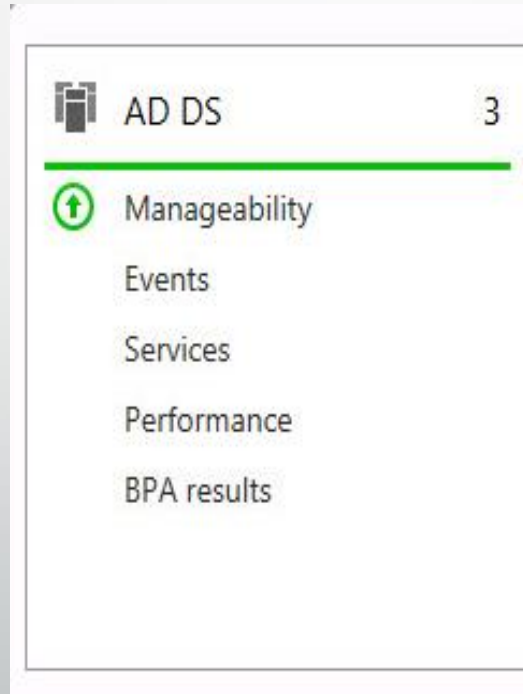 AD DS 3
Manageability
Events
Services
Performance
BPA results